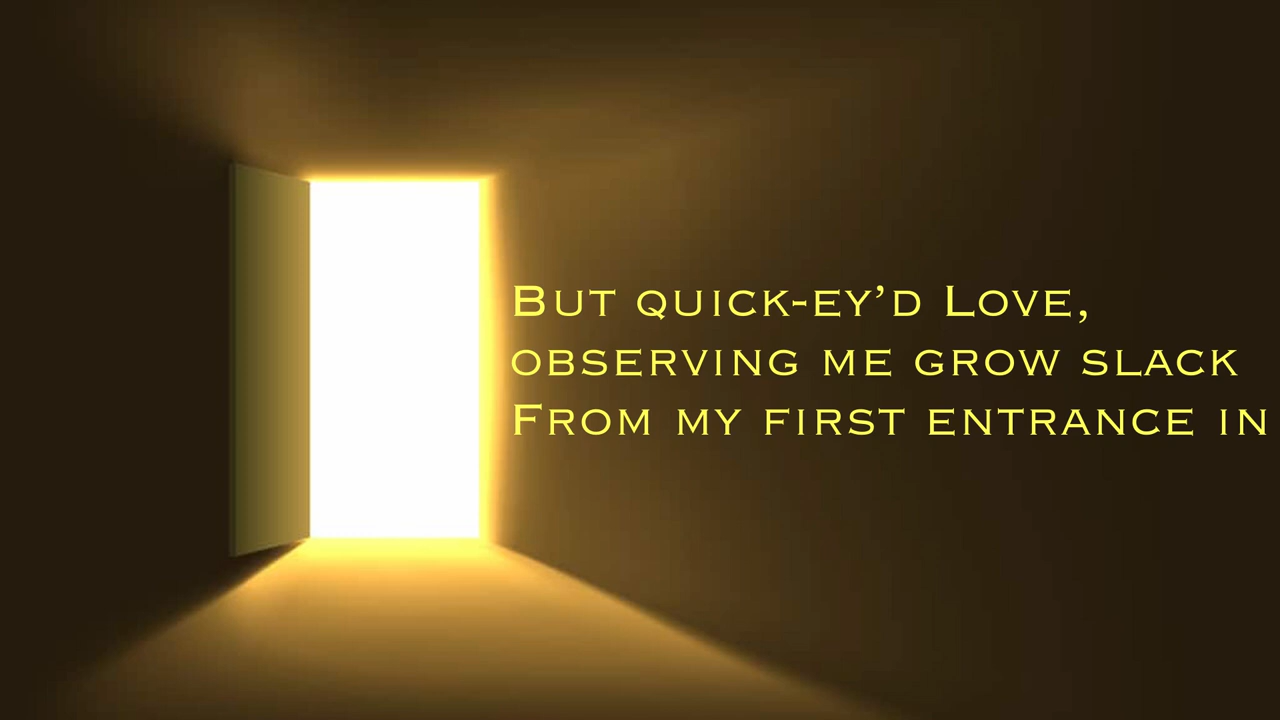 But quick-ey’d Love,
observing me grow slack
From my first entrance in